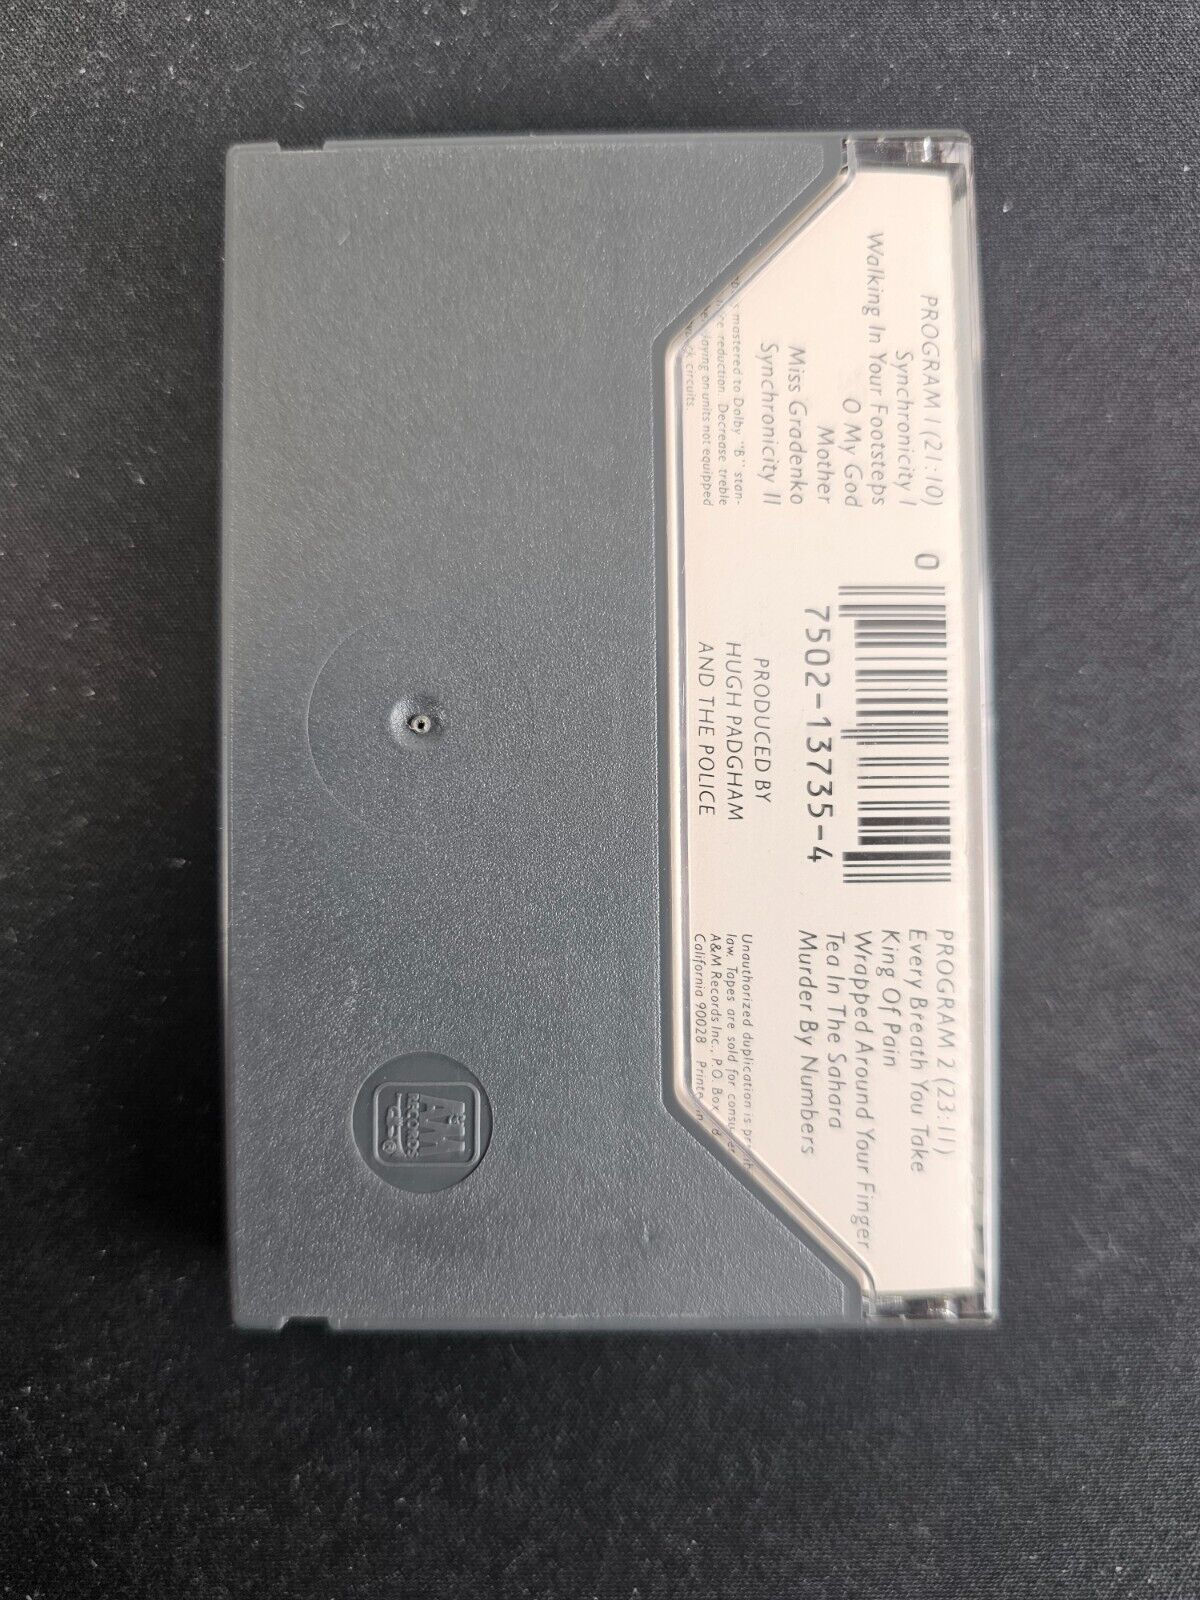 PROGRAM 1 (21:10)
Synchronicity I
Walking In Your Footsteps
O My God
Mother
Miss Gradenko
Synchronicity II
mastered to Dolby "B" stan-
reduction. Decrease treble
on units not equipped
circuits.
0
7502-13735-4
PRODUCED BY
HUGH PADGHAM
AND THE POLICE
PROGRAM 2 (23:11)
Every Breath You Take
King Of Pain
Wrapped Around Your Finger
Tea In The Sahara
Murder By Numbers
Unauthorized duplication is
law. Tapes are sold for
A&M Records Inc., P.O. Box
California 90028
A&M
RECORDS